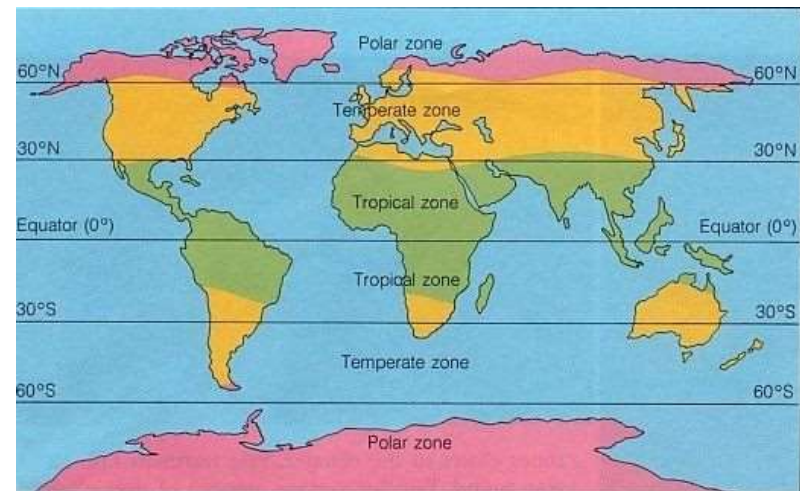 Polar zone
60°N 60°N
Temperate zone
30°N 30°N
Tropical zone
Equator (0°) Equator (0°)
Tropical zone
30°S 30°S
Temperate zone
60°S 60°S
Polar zone